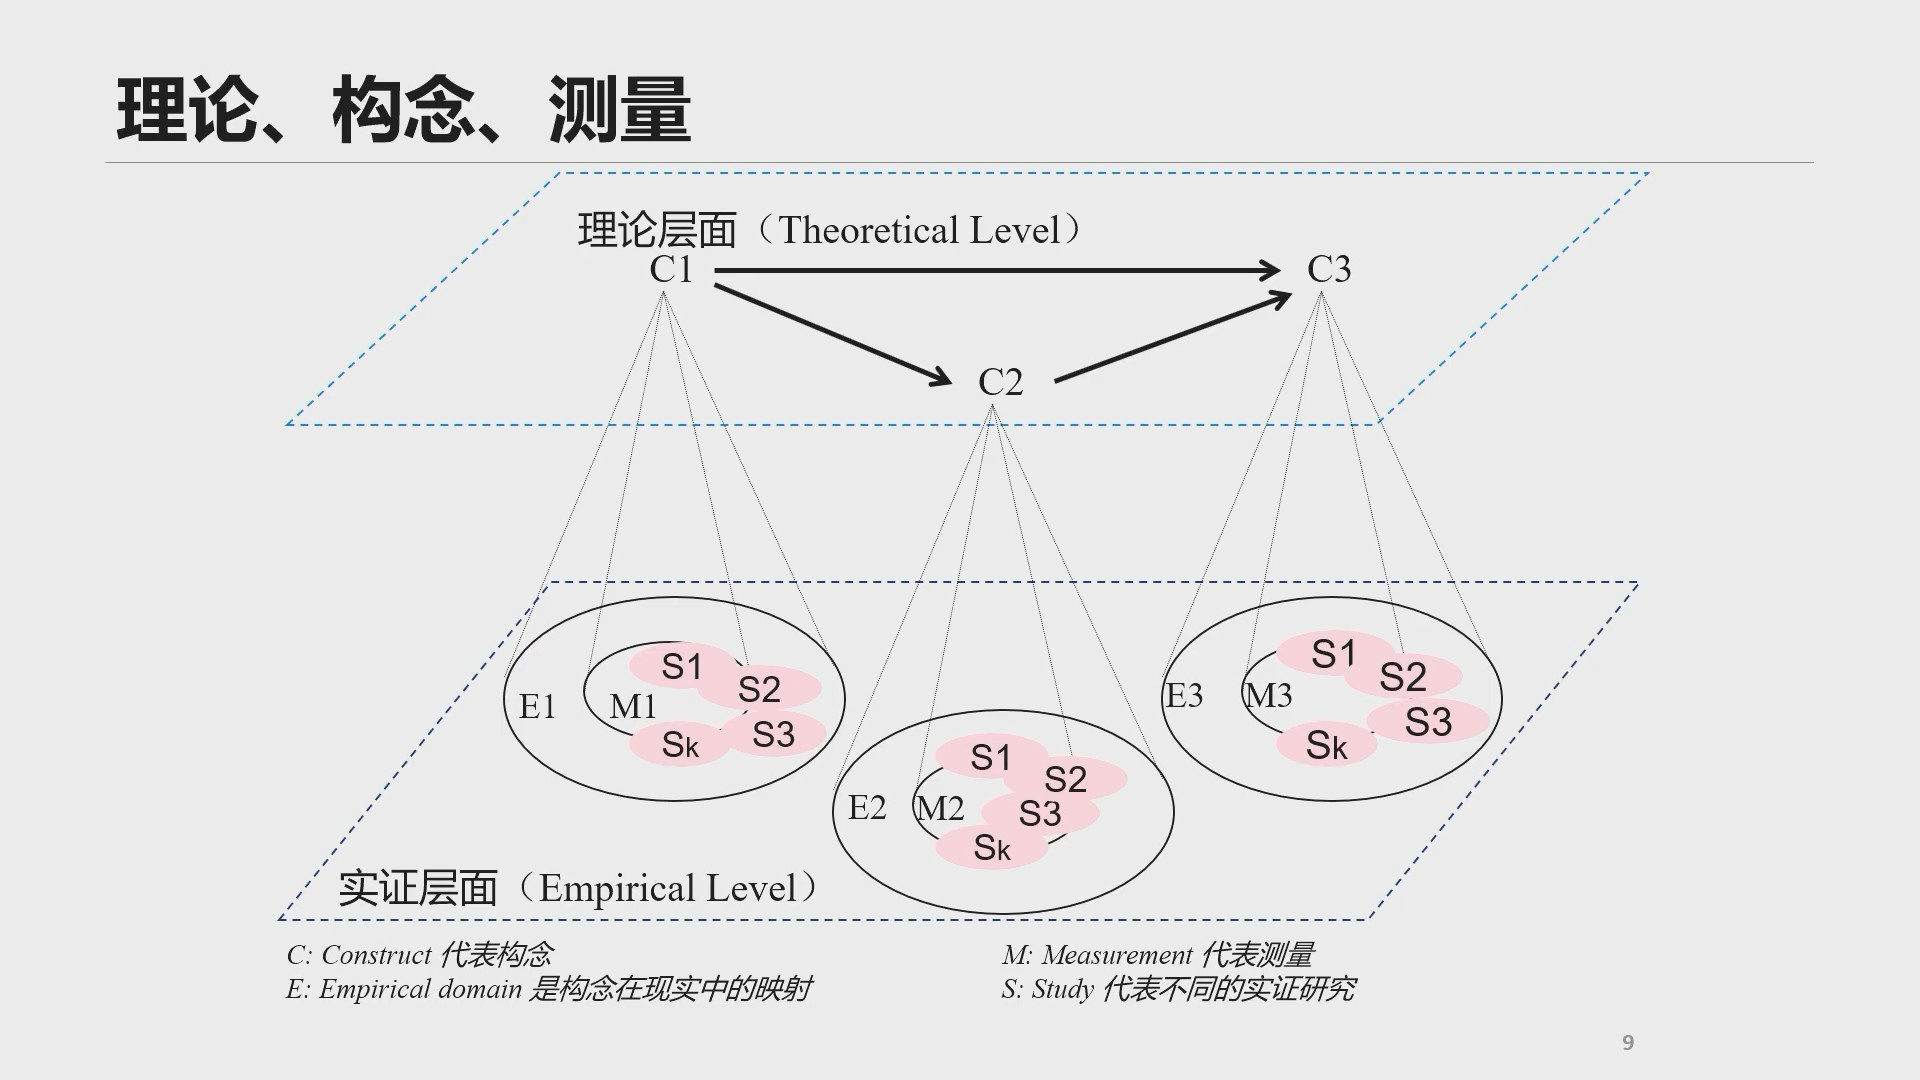 理论、构念、测量
理论层面（Theoretical Level）
C1
C3
C2
S1
S2
E1
M1
S3
Sk
S1
S2
E2
M2
S3
Sk
S1
S2
E3
M3
S3
Sk
实证层面（Empirical Level）
C: Construct 代表构念
E: Empirical domain 是构念在现实中的映射
M: Measurement 代表测量
S: Study 代表不同的实证研究
9